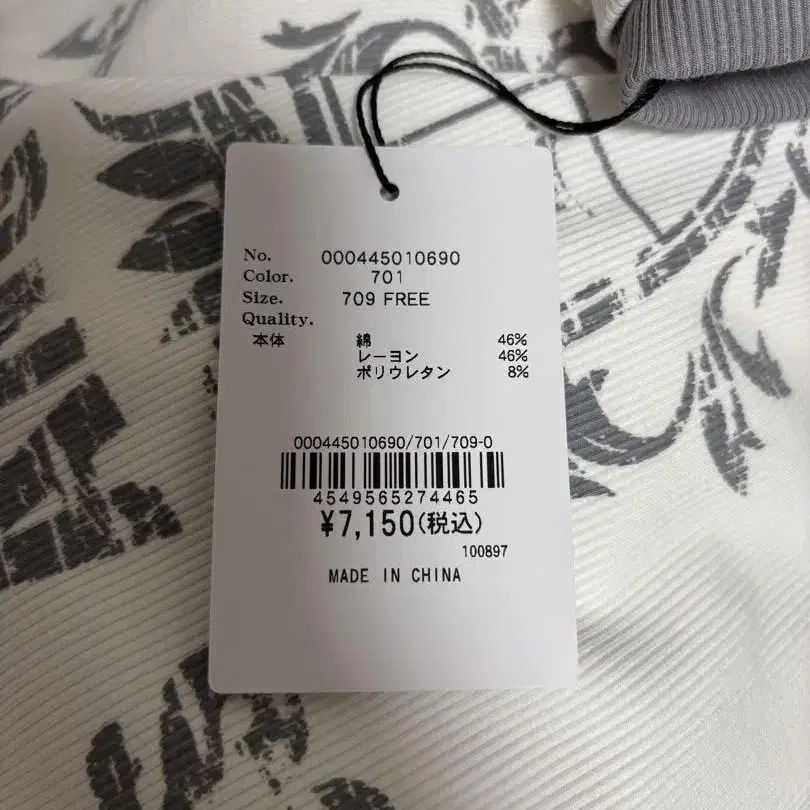 No. 000445010690
Color. 701
Size. 709 FREE
Quality.
本体 綿 46%
レーヨン 46%
ポリウレタン 8%
000445010690/701/709-0
4549565274465
¥7,150(税込)
100897
MADE IN CHINA